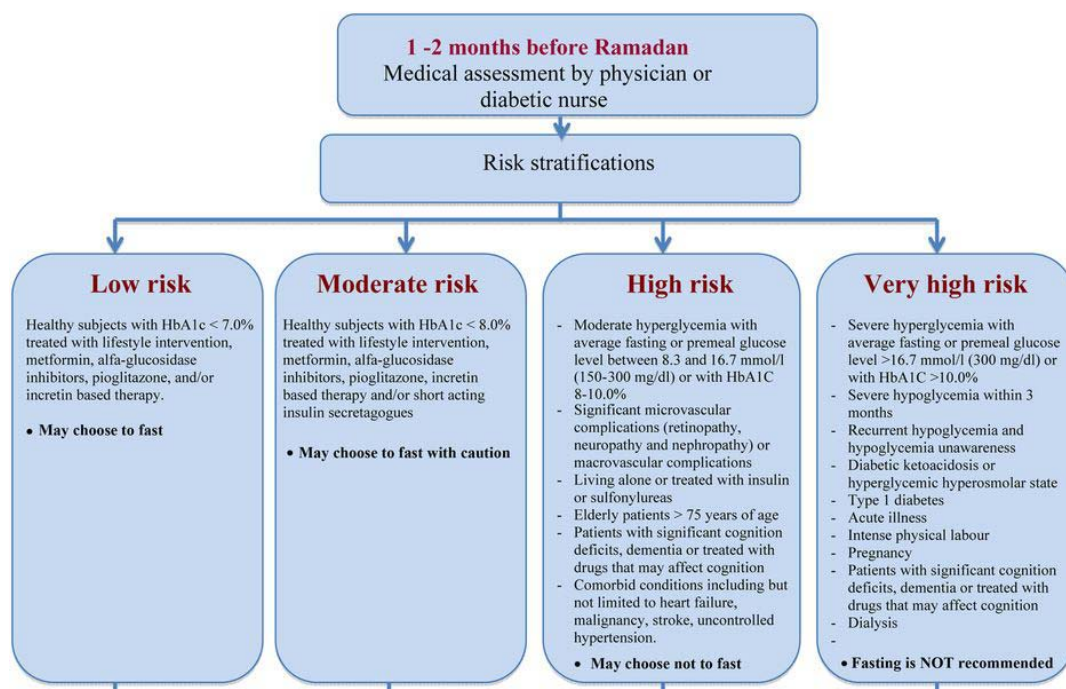 1 -2 months before Ramadan
Medical assessment by physician or
diabetic nurse
Risk stratifications
Low risk
Healthy subjects with HbA1c < 7.0%
treated with lifestyle intervention,
metformin, alfa-glucosidase
inhibitors, pioglitazone, and/or
incretin based therapy.
• May choose to fast
Moderate risk
Healthy subjects with HbA1c < 8.0%
treated with lifestyle intervention,
metformin, alfa-glucosidase
inhibitors, pioglitazone, incretin
based therapy and/or short acting
insulin secretagogues
• May choose to fast with caution
High risk
- Moderate hyperglycemia with
average fasting or premeal glucose
level between 8.3 and 16.7 mmol/l
(150-300 mg/dl) or with HbA1C
8-10.0%
- Significant microvascular
complications (retinopathy,
neuropathy and nephropathy) or
macrovascular complications
- Living alone or treated with insulin
or sulfonylureas
- Elderly patients > 75 years of age
- Patients with significant cognition
deficits, dementia or treated with
drugs that may affect cognition
- Comorbid conditions including but
not limited to heart failure,
malignancy, stroke, uncontrolled
hypertension.
• May choose not to fast
Very high risk
- Severe hyperglycemia with
average fasting or premeal glucose
level >16.7 mmol/l (300 mg/dl) or
with HbA1C >10.0%
- Severe hypoglycemia within 3
months
- Recurrent hypoglycemia and
hypoglycemia unawareness
- Diabetic ketoacidosis or
hyperglycemic hyperosmolar state
- Type 1 diabetes
- Acute illness
- Intense physical labour
- Pregnancy
- Patients with significant cognition
deficits, dementia or treated with
drugs that may affect cognition
- Dialysis
-
• Fasting is NOT recommended